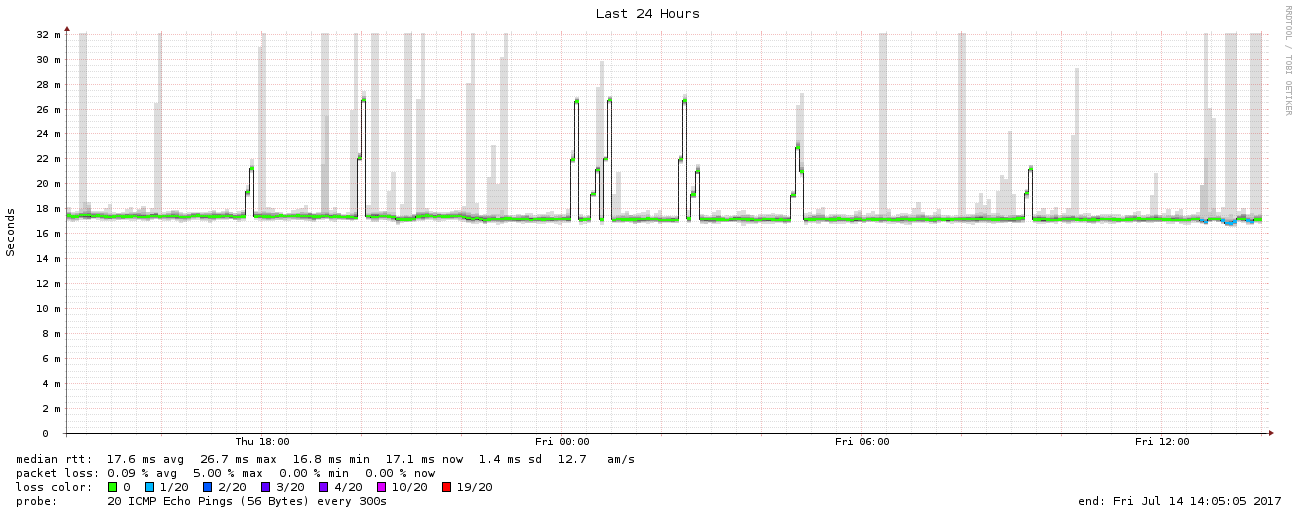 Last 24 Hours
RRDTOOL / TOBI OETIKER
Seconds
32 m
30 m
28 m
26 m
24 m
22 m
20 m
18 m
16 m
14 m
12 m
10 m
8 m
6 m
4 m
2 m
0
Thu 18:00 Fri 00:00 Fri 06:00 Fri 12:00
median rtt: 17.6 ms avg 26.7 ms max 16.8 ms min 17.1 ms now 1.4 ms sd 12.7 am/s
packet loss: 0.09 % avg 5.00 % max 0.00 % min 0.00 % now
loss color: 0 1/20 2/20 3/20 4/20 10/20 19/20
probe: 20 ICMP Echo Pings (56 Bytes) every 300s end: Fri Jul 14 14:05:05 2017